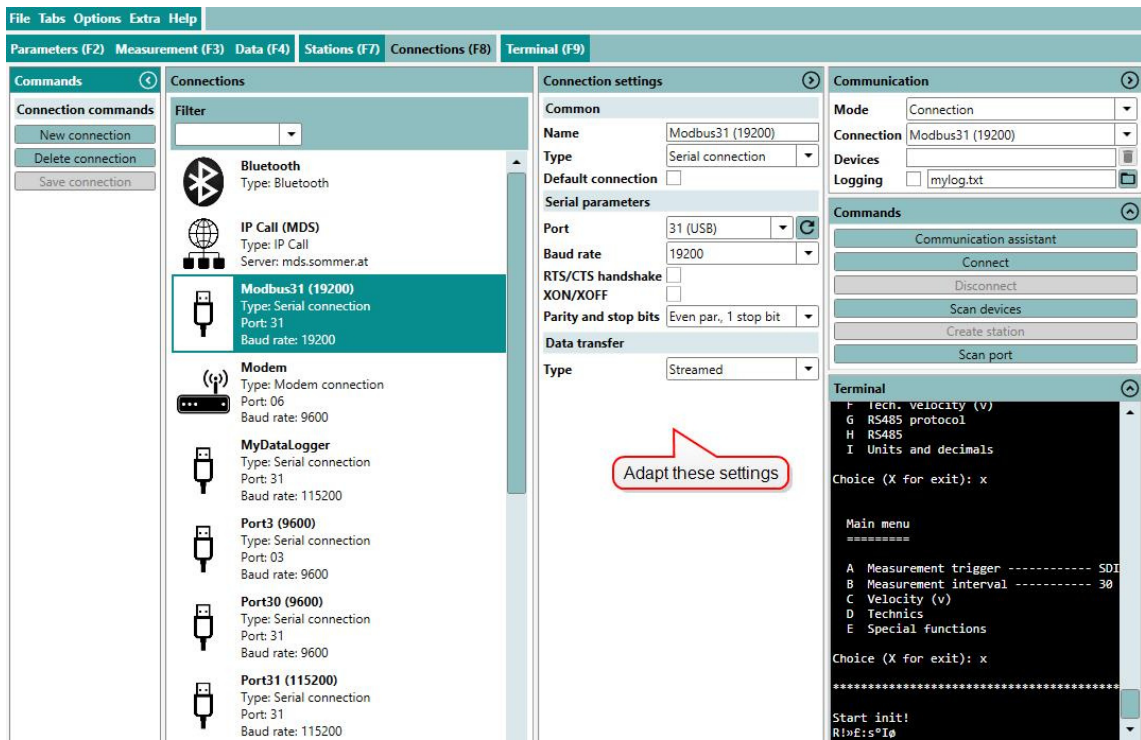 File Tabs Options Extra Help
Parameters (F2) Measurement (F3) Data (F4) Stations (F7) Connections (F8) Terminal (F9)
Commands
Connection commands
New connection
Delete connection
Save connection
Connections
Filter
Bluetooth
Type: Bluetooth
IP Call (MDS)
Type: IP Call
Server: mds.sommer.at
Modbus31 (19200)
Type: Serial connection
Port: 31
Baud rate: 19200
Modem
Type: Modem connection
Port: 06
Baud rate: 9600
MyDataLogger
Type: Serial connection
Port: 31
Baud rate: 115200
Port3 (9600)
Type: Serial connection
Port: 03
Baud rate: 9600
Port30 (9600)
Type: Serial connection
Port: 31
Baud rate: 9600
Port31 (115200)
Type: Serial connection
Port: 31
Baud rate: 115200
Connection settings
Common
Name Modbus31 (19200)
Type Serial connection
Default connection
Serial parameters
Port 31 (USB)
Baud rate 19200
RTS/CTS handshake
XON/XOFF
Parity and stop bits Even par., 1 stop bit
Data transfer
Type Streamed
Adapt these settings
Communication
Mode Connection
Connection Modbus31 (19200)
Devices
Logging mylog.txt
Commands
Communication assistant
Connect
Disconnect
Scan devices
Create station
Scan port
Terminal
F Tech. velocity (v)
G RS485 protocol
H RS485
I Units and decimals
Choice (X for exit): x
Main menu
=========
A Measurement trigger ------------ SDI
B Measurement interval ----------- 30
C Velocity (v)
D Technics
E Special functions
Choice (X for exit): x
*****************************************
Start init!
R!»£:s°Iø